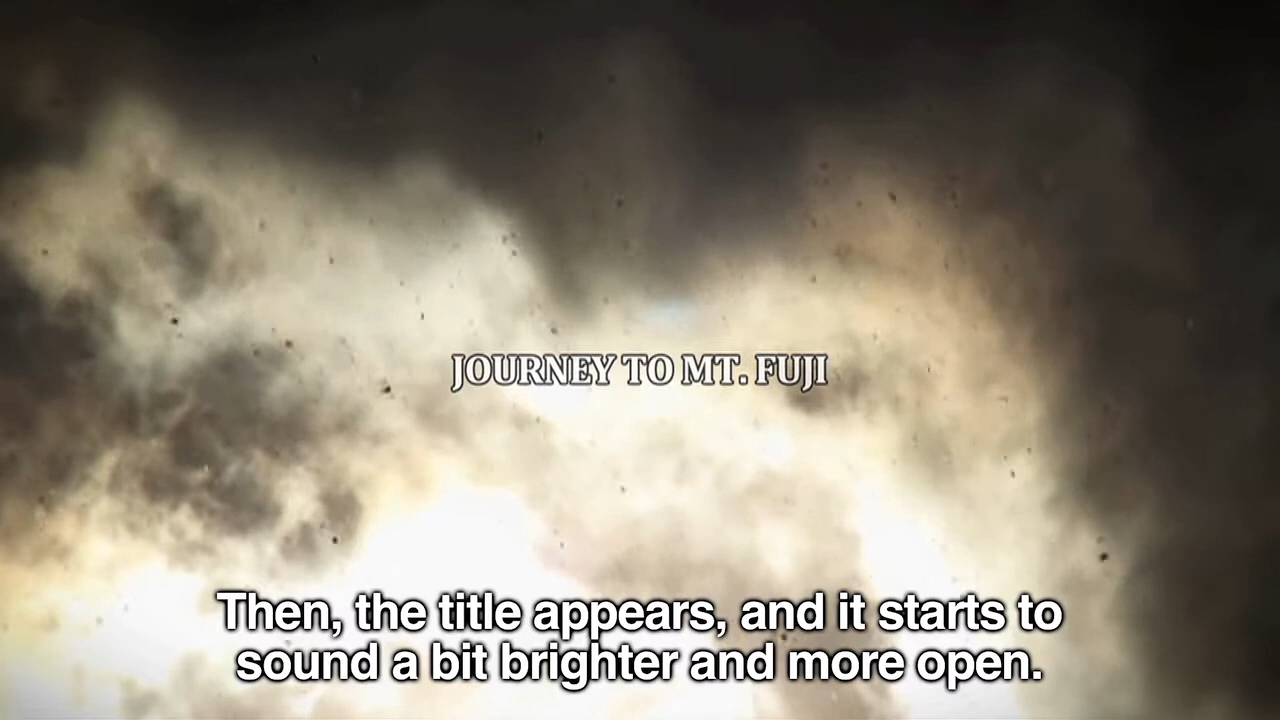 JOURNEY TO MT. FUJI
Then, the title appears, and it starts to
sound a bit brighter and more open.